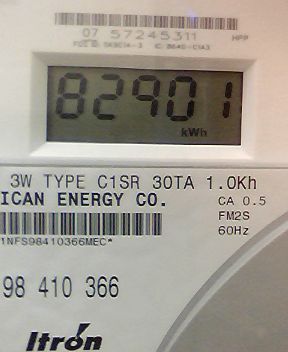 07 57245311 HPP
82901
kWh
3W TYPE C1SR 30TA 1.0Kh
ICAN ENERGY CO.
CA 0.5
FM2S
60Hz
1NFS98410366MEC*
98 410 366
Itron